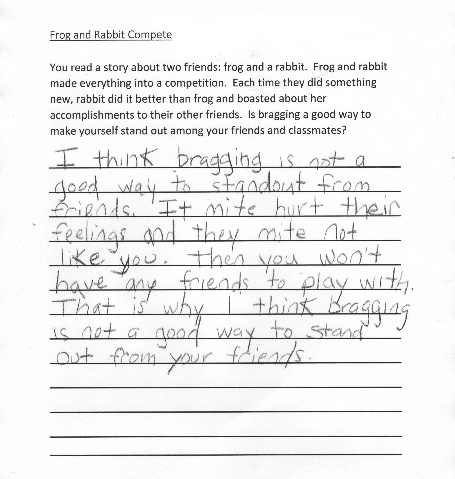 Frog and Rabbit Compete
You read a story about two friends: frog and a rabbit. Frog and rabbit
made everything into a competition. Each time they did something
new, rabbit did it better than frog and boasted about her
accomplishments to their other friends. Is bragging a good way to
make yourself stand out among your friends and classmates?
I think bragging is not a
good way to standout from
friends. It mite hurt their
feelings and they mite not
like you. Then you won't
have any friends to play with.
That is why I think bragging
is not a good way to stand
out from your friends.